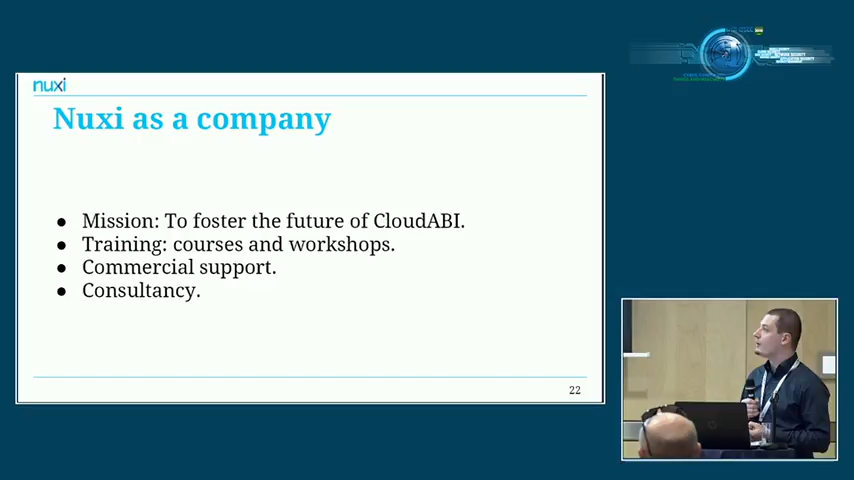 nuxi
Nuxi as a company
● Mission: To foster the future of CloudABI.
● Training: courses and workshops.
● Commercial support.
● Consultancy.
22